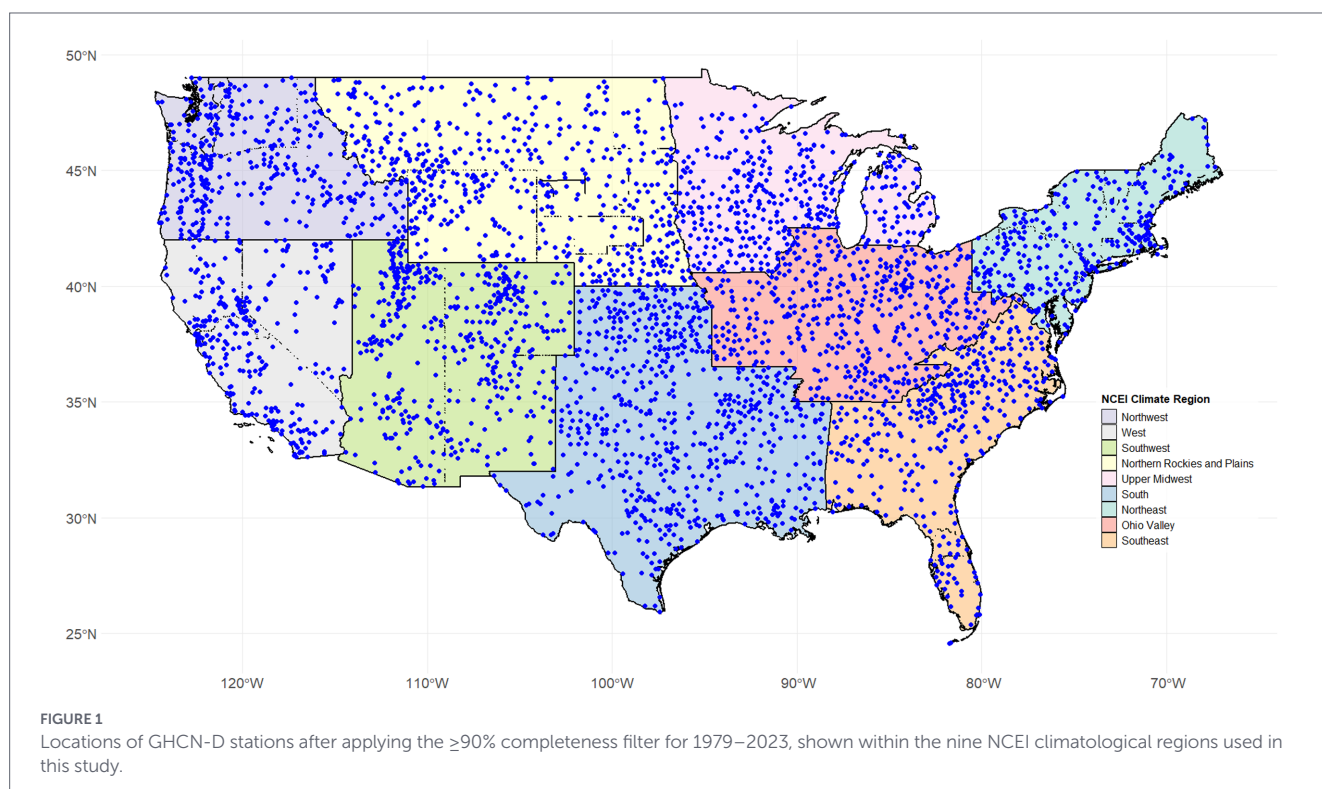 50°N
45°N
40°N
35°N
30°N
25°N
120°W
110°W
100°W
90°W
80°W
70°W
NCEI Climate Region
Northwest
West
Southwest
Northern Rockies and Plains
Upper Midwest
South
Northeast
Ohio Valley
Southeast
FIGURE 1
Locations of GHCN-D stations after applying the ≥90% completeness filter for 1979–2023, shown within the nine NCEI climatological regions used in
this study.